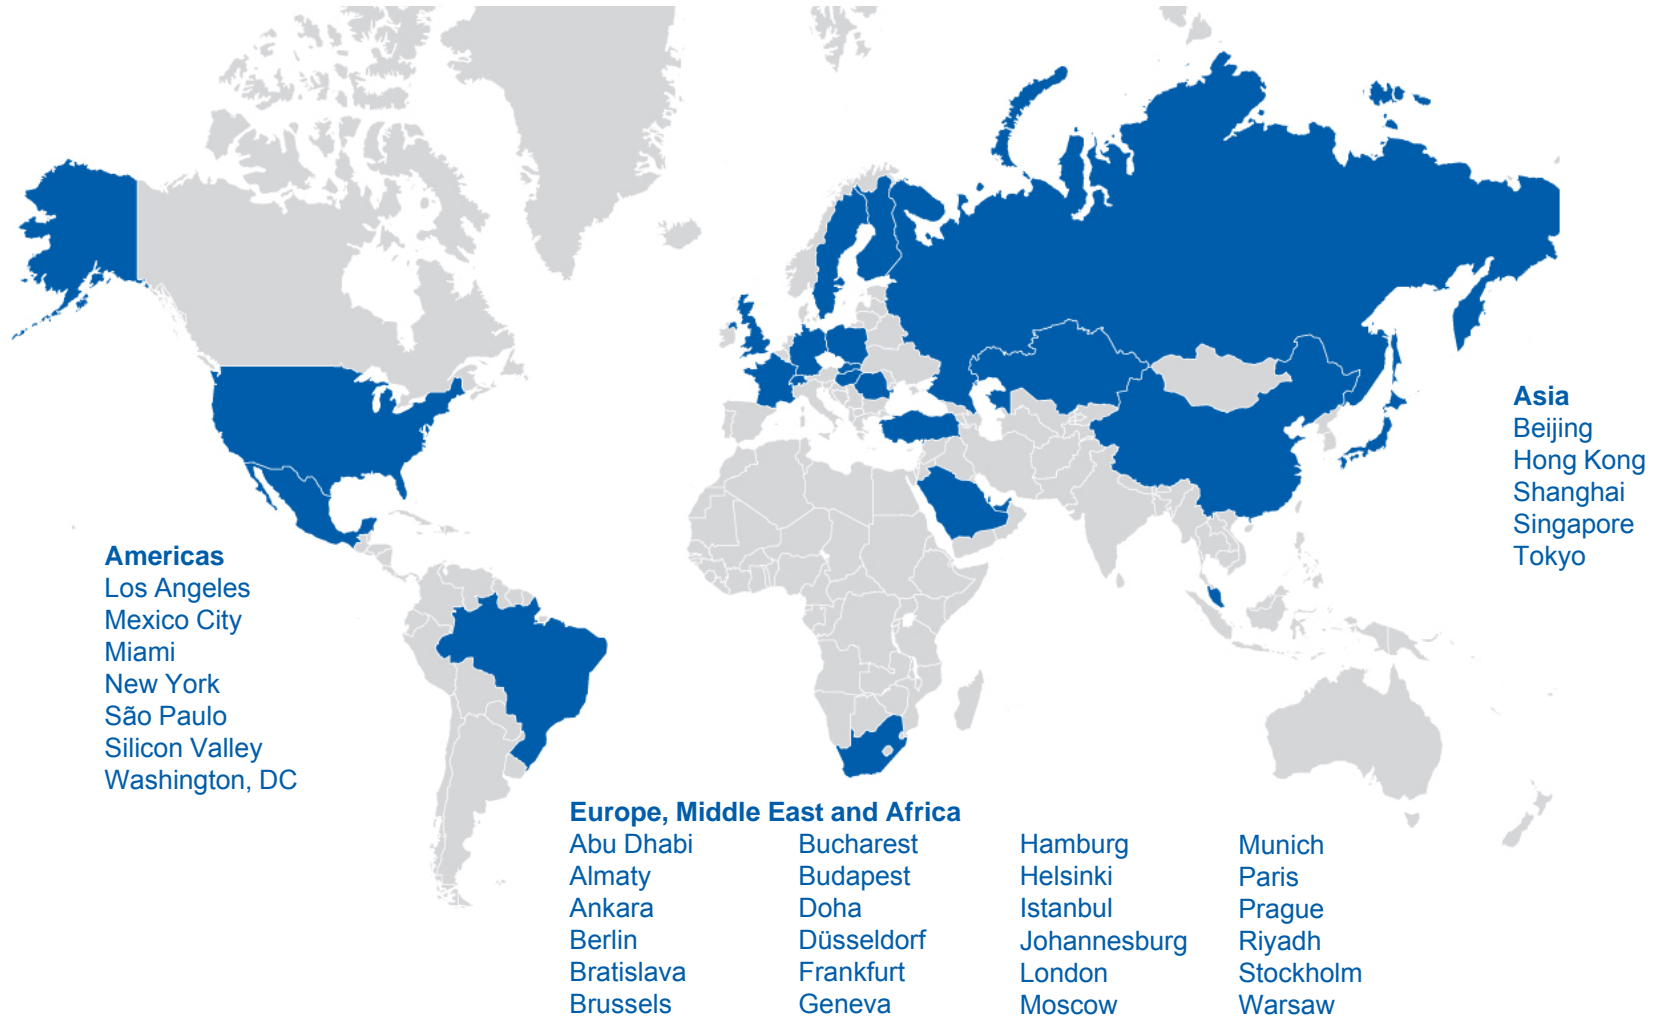 Asia
Beijing
Hong Kong
Shanghai
Singapore
Tokyo
Americas
Los Angeles
Mexico City
Miami
New York
São Paulo
Silicon Valley
Washington, DC
Europe, Middle East and Africa
Abu Dhabi
Almaty
Ankara
Berlin
Bratislava
Brussels
Bucharest
Budapest
Doha
Düsseldorf
Frankfurt
Geneva
Hamburg
Helsinki
Istanbul
Johannesburg
London
Moscow
Munich
Paris
Prague
Riyadh
Stockholm
Warsaw